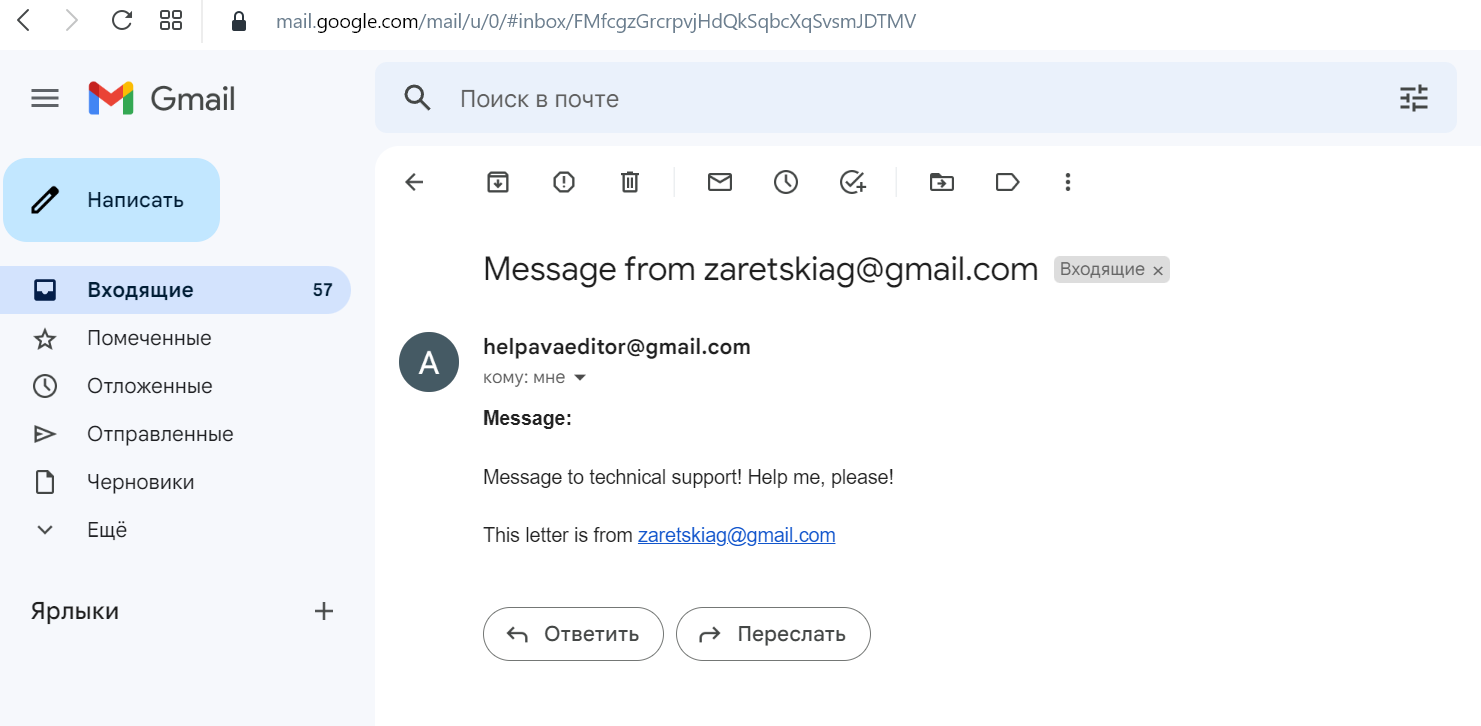 mail.google.com/mail/u/0/#inbox/FMfcgzGrcrpvjHdQkSqbcXqSvsmJDTMV
Gmail
Поиск в почте
Написать
Входящие 57
Помеченные
Отложенные
Отправленные
Черновики
Ещё
Ярлыки
Message from zaretskiag@gmail.com Входящие ×
A
helpavaeditor@gmail.com
кому: мне
Message:
Message to technical support! Help me, please!
This letter is from zaretskiag@gmail.com
Ответить Переслать